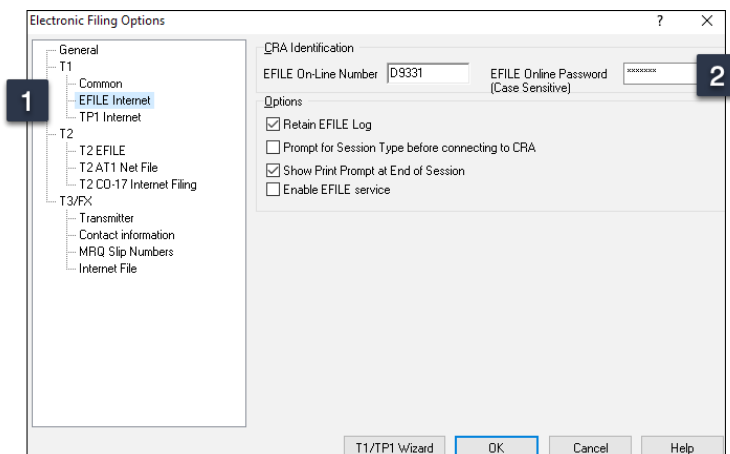 Electronic Filing Options ? ×
General
T1
Common
EFILE Internet
TP1 Internet
T2
T2 EFILE
T2 AT1 Net File
T2 CO-17 Internet Filing
T3/FX
Transmitter
Contact information
MRQ Slip Numbers
Internet File
1
CRA Identification
EFILE On-Line Number D9331 EFILE Online Password ×××××××
(Case Sensitive)
2
Options
Retain EFILE Log
Prompt for Session Type before connecting to CRA
Show Print Prompt at End of Session
Enable EFILE service
T1/TP1 Wizard OK Cancel Help